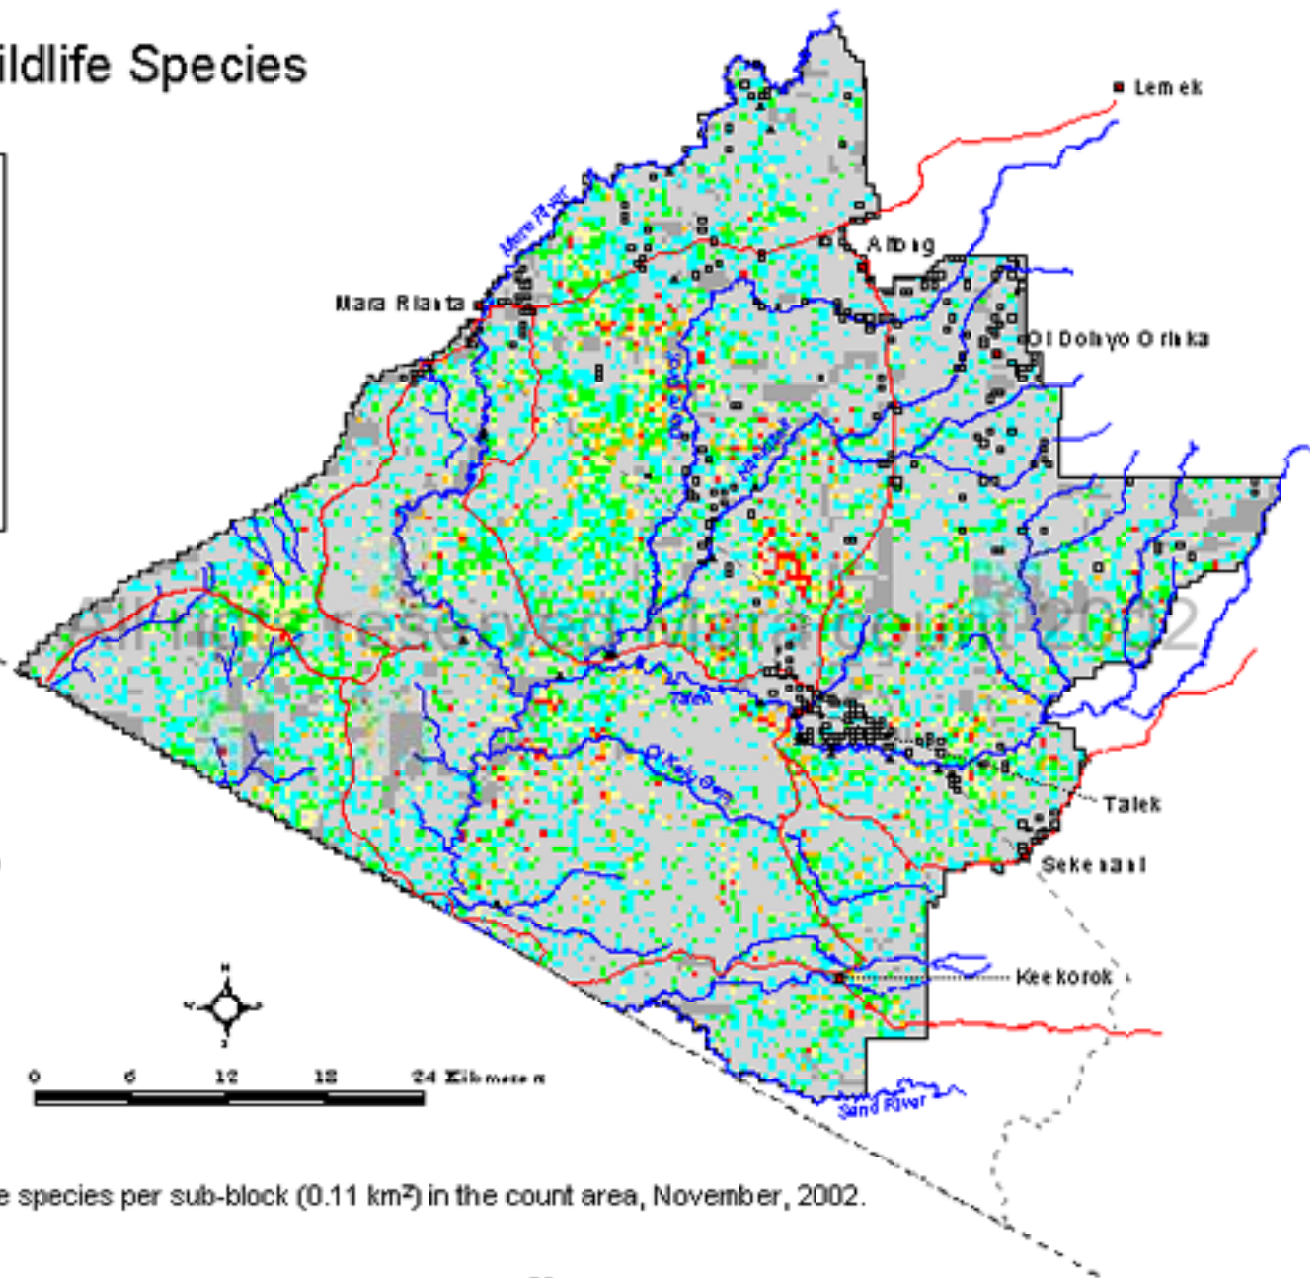 ildlife Species
Lemek
Mara River
Aitong
Mara Rianta
Ol Doinyo Orinka
Talek
Talek
Sekenani
Keekorok
N
0 6 12 18 24 Kilometers
Sand River
e species per sub-block (0.11 km²) in the count area, November, 2002.